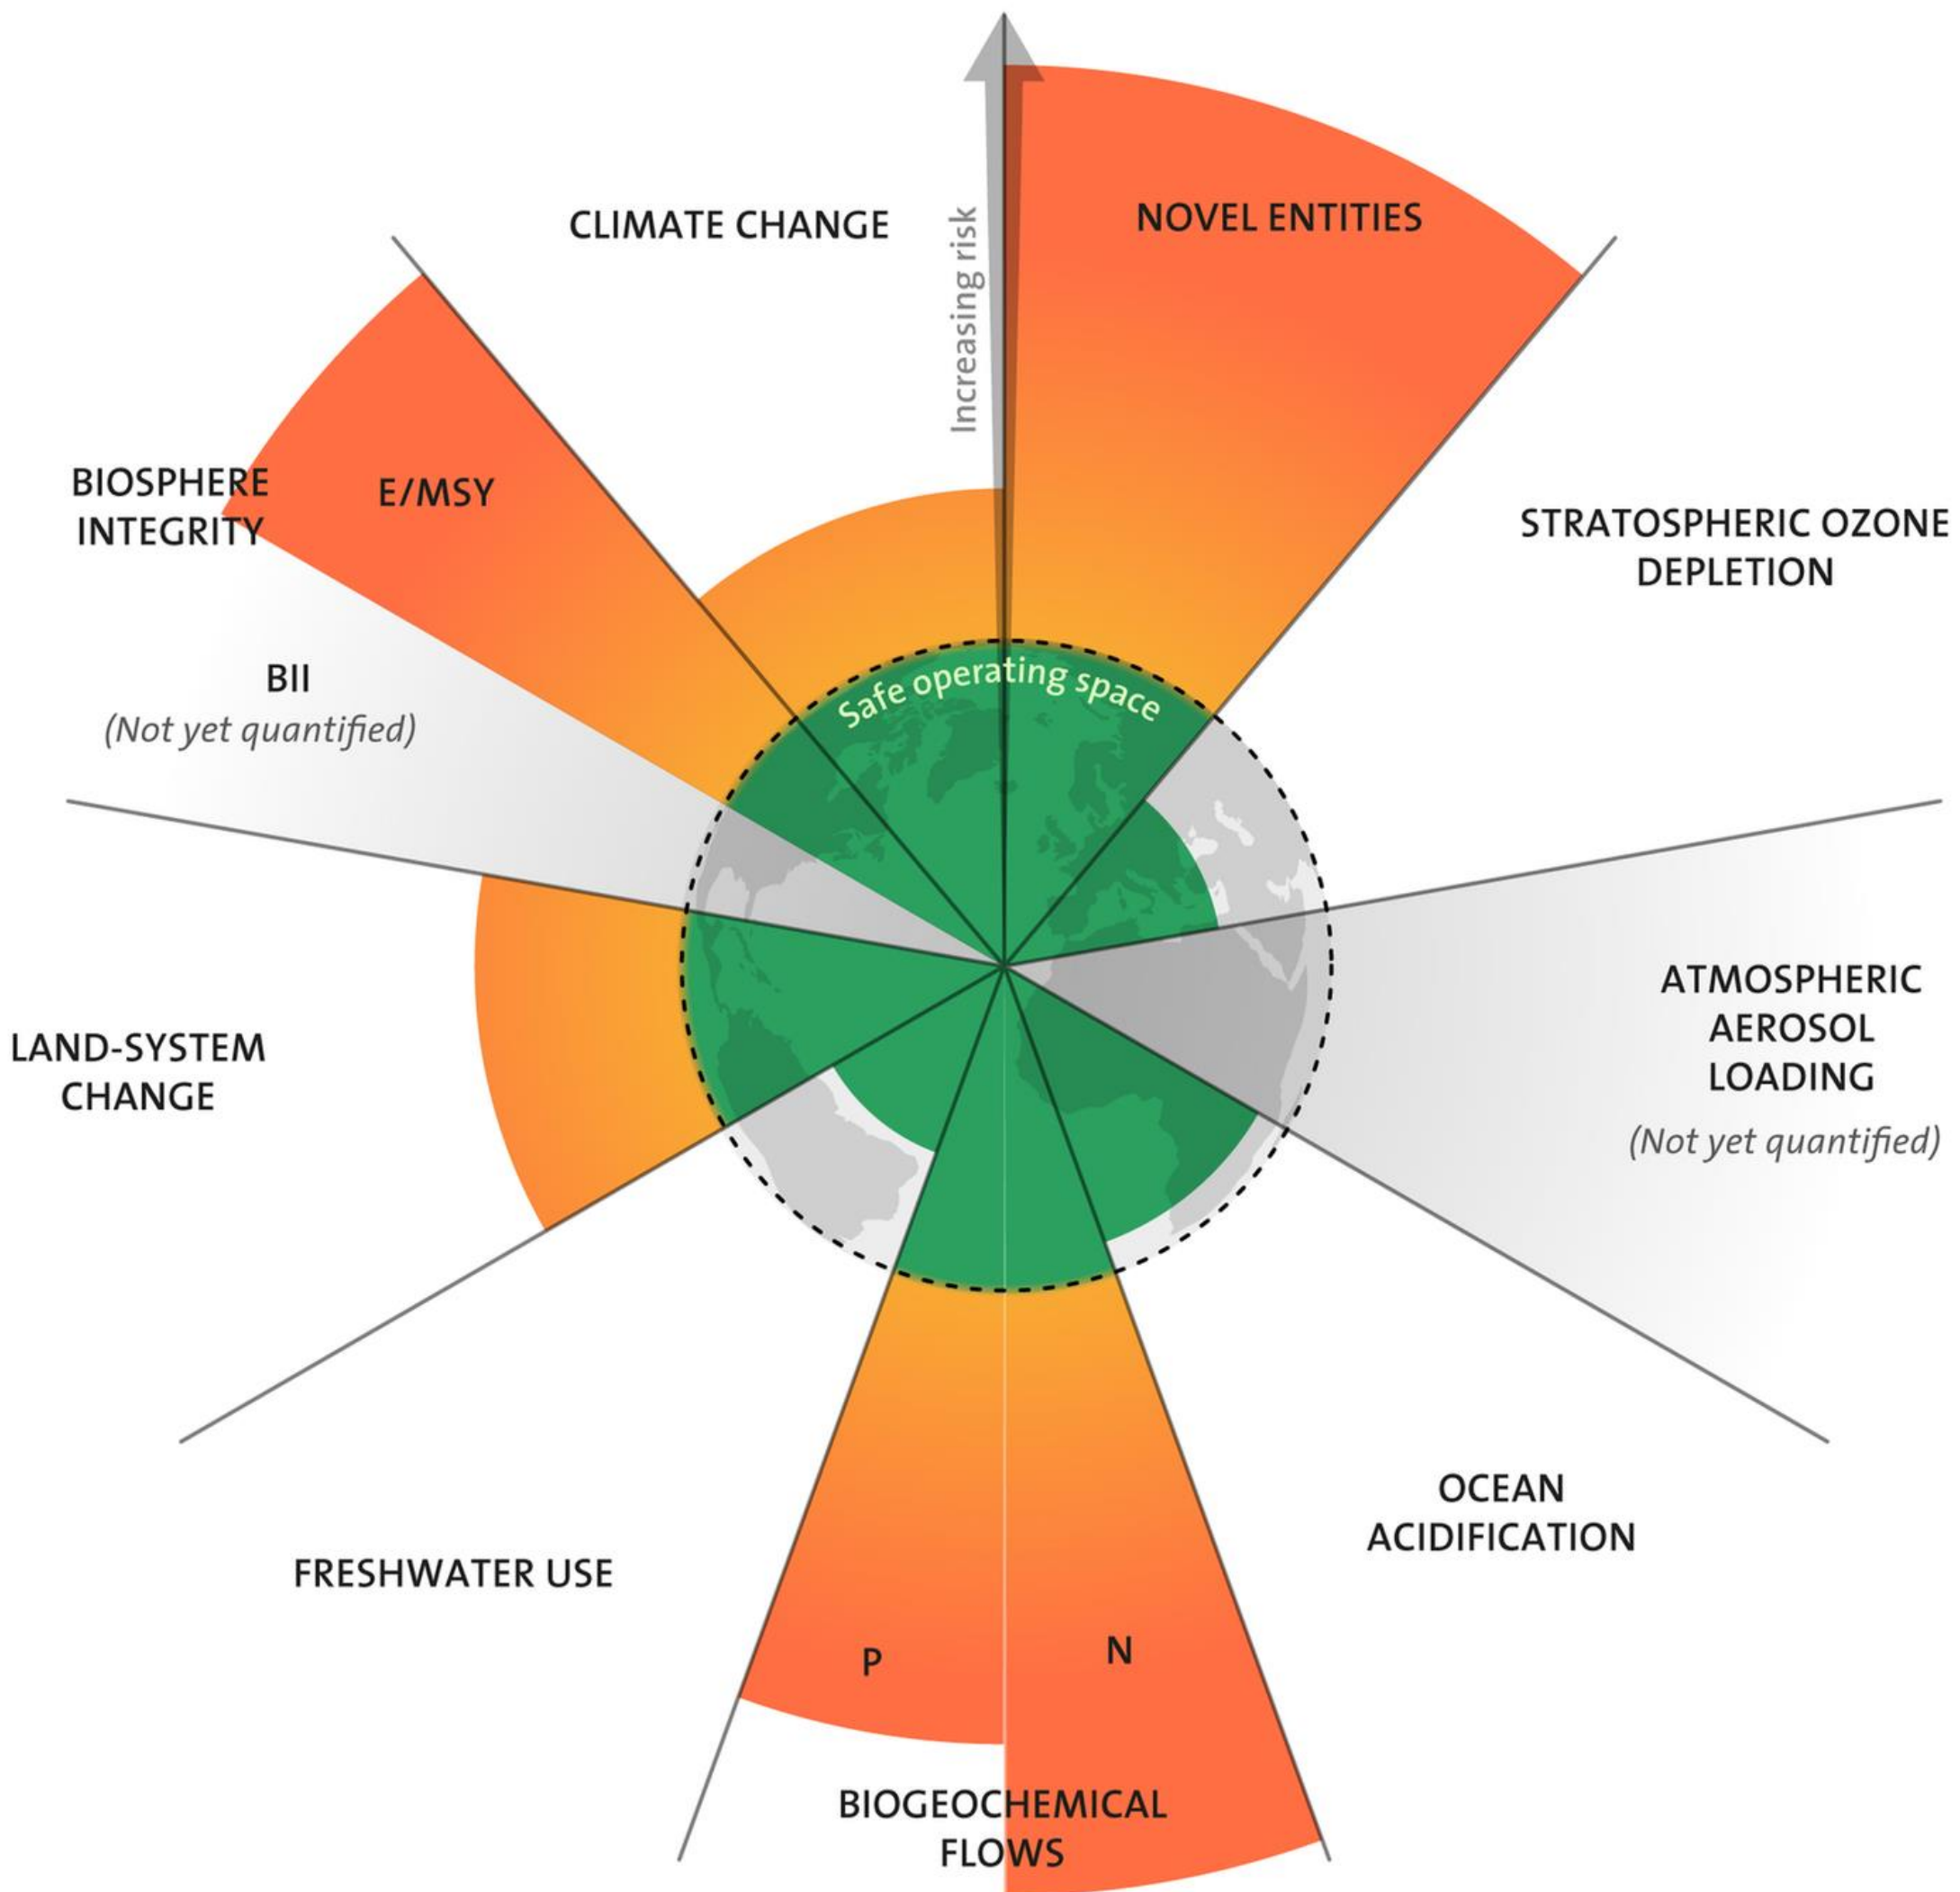 CLIMATE CHANGE
Increasing risk
NOVEL ENTITIES
STRATOSPHERIC OZONE
DEPLETION
BIOSPHERE
INTEGRITY
E/MSY
BII
(Not yet quantified)
Safe operating space
ATMOSPHERIC
AEROSOL
LOADING
(Not yet quantified)
LAND-SYSTEM
CHANGE
OCEAN
ACIDIFICATION
FRESHWATER USE
P
N
BIOGEOCHEMICAL
FLOWS